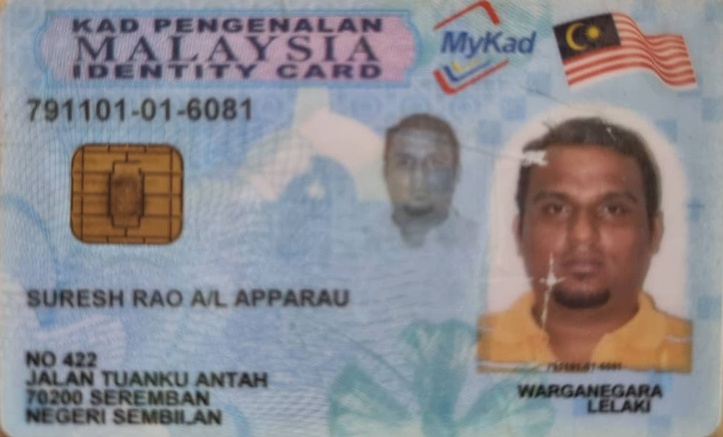 KAD PENGENALAN
MALAYSIA
IDENTITY CARD
MyKad
791101-01-6081
SURESH RAO A/L APPARAU
NO 422
JALAN TUANKU ANTAH
70200 SEREMBAN
NEGERI SEMBILAN
WARGANEGARA
LELAKI